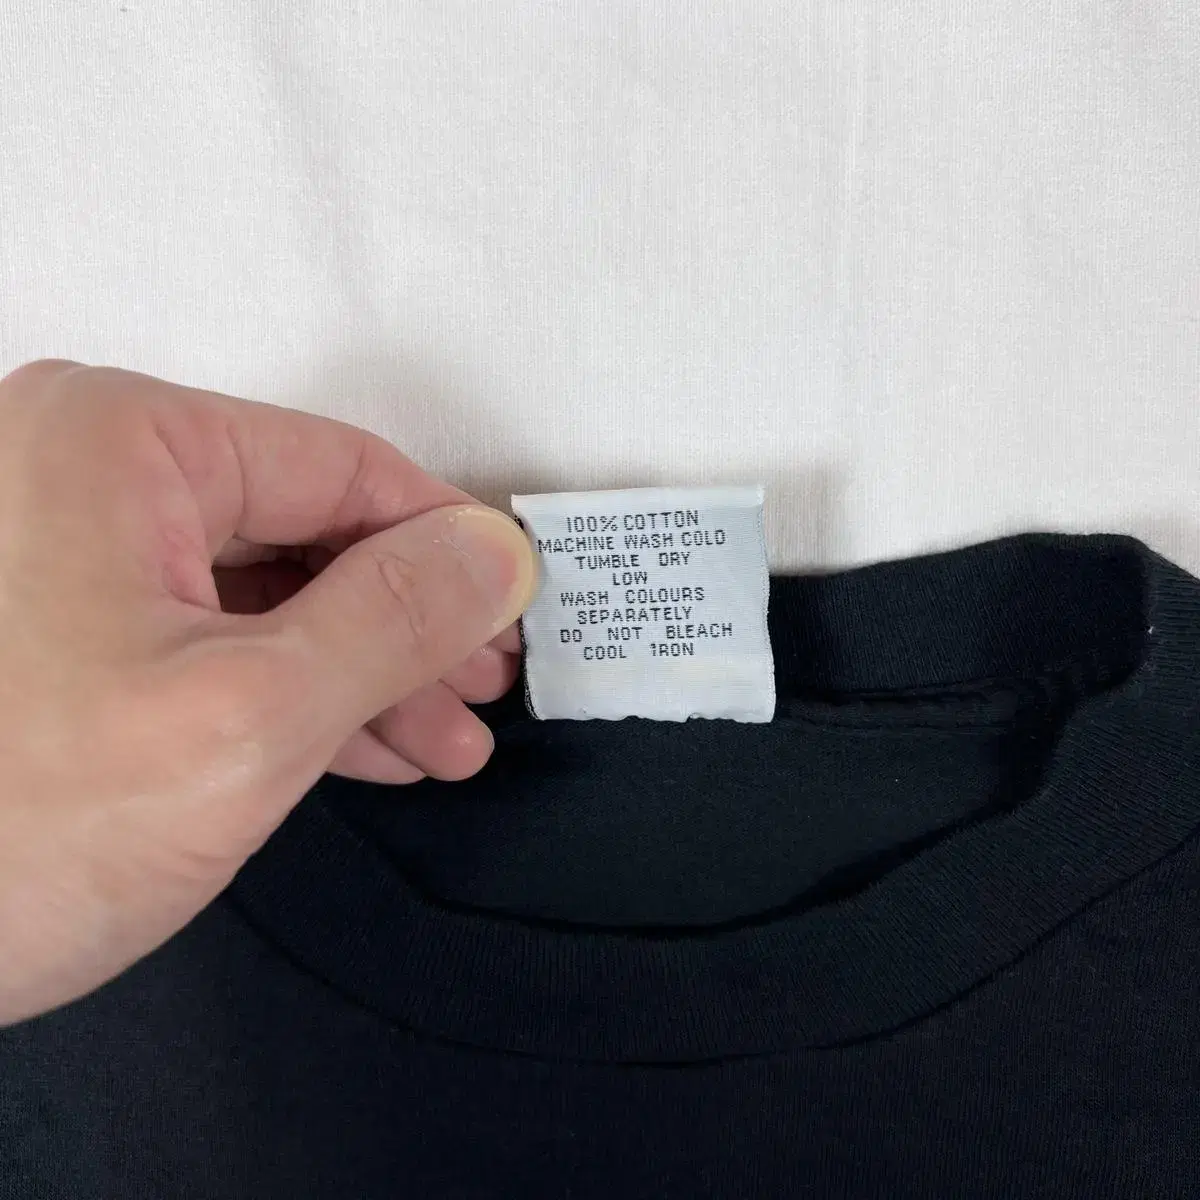 100% COTTON
MACHINE WASH COLD
TUMBLE DRY
LOW
WASH COLOURS
SEPARATELY
DO NOT BLEACH
COOL IRON